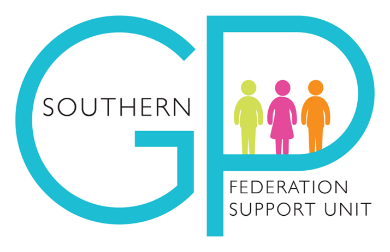 GP
SOUTHERN
FEDERATION
SUPPORT UNIT